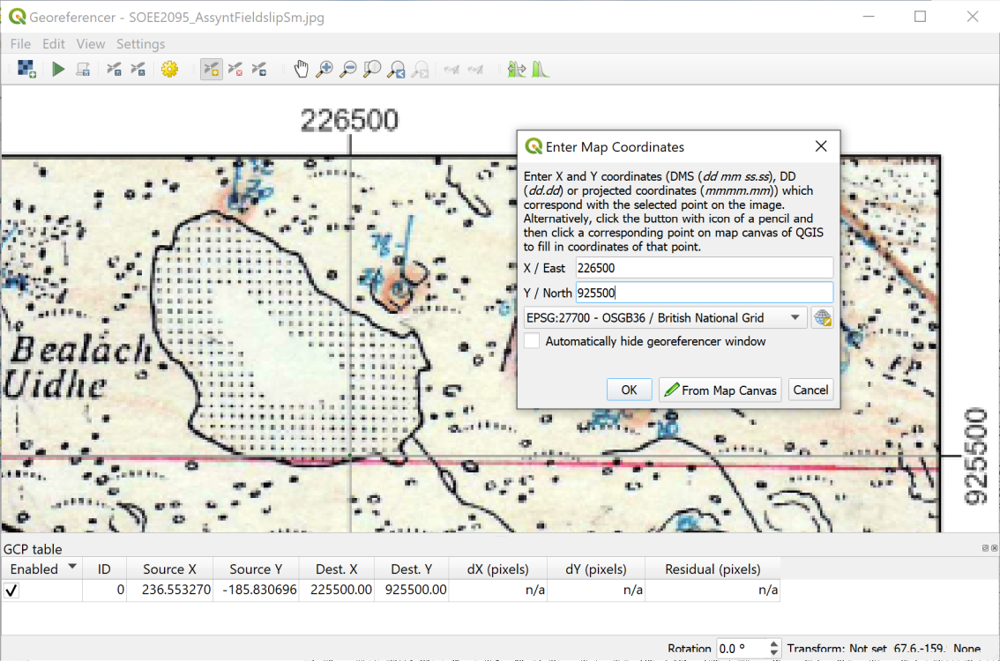 Georeferencer - SOEE2095_AssyntFieldslipSm.jpg
File Edit View Settings
226500
Enter Map Coordinates
Enter X and Y coordinates (DMS (dd mm ss.ss), DD
(dd.dd) or projected coordinates (mmmm.mm)) which
correspond with the selected point on the image.
Alternatively, click the button with icon of a pencil and
then click a corresponding point on map canvas of QGIS
to fill in coordinates of that point.
X / East 226500
Y / North 925500
EPSG:27700 - OSGB36 / British National Grid
Automatically hide georeferencer window
OK From Map Canvas Cancel
Bealach
Uidhe
925500
GCP table
Enabled ID Source X Source Y Dest. X Dest. Y dX (pixels) dY (pixels) Residual (pixels)
0 236.553270 -185.830696 225500.00 925500.00 n/a n/a n/a
Rotation 0.0 ° Transform: Not set 67.6,-159. None